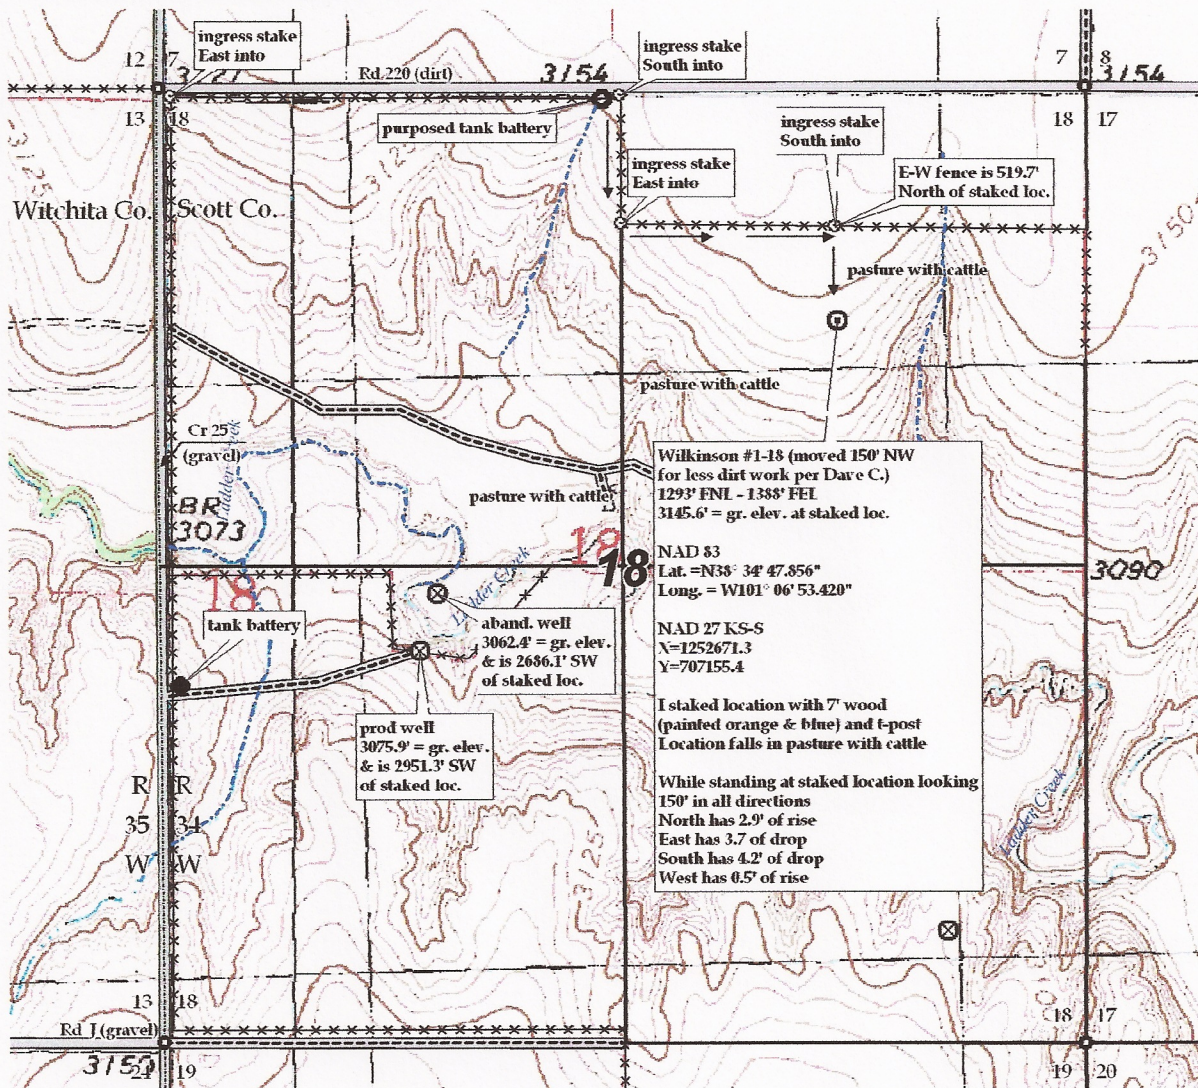 ingress stake
East into
12 7
Rd 220 (dirt)
3154
ingress stake
South into
7 8
3154
13 18
purposed tank battery
ingress stake
South into
18 17
3125
ingress stake
East into
E-W fence is 519.7'
North of staked loc.
Witchita Co.
Scott Co.
3150
pasture with cattle
pasture with cattle
Cr 25
(gravel)
Ladder Creek
pasture with cattle
BR
3073
18
18
3090
Wilkinson #1-18 (moved 150' NW
for less dirt work per Dave C.)
1293' FNL - 1388' FEL
3145.6' = gr. elev. at staked loc.
NAD 83
Lat. =N38° 34' 47.856"
Long. = W101° 06' 53.420"
NAD 27 KS-S
X=1252671.3
Y=707155.4
I staked location with 7' wood
(painted orange & blue) and t-post
Location falls in pasture with cattle
While standing at staked location looking
150' in all directions
North has 2.9' of rise
East has 3.7 of drop
South has 4.2' of drop
West has 0.5' of rise
Ladder Creek
18
tank battery
aband. well
3062.4' = gr. elev.
& is 2686.1' SW
of staked loc.
prod well
3075.9' = gr. elev.
& is 2951.3' SW
of staked loc.
R R
35 34
W W
3125
Ladder Creek
13 18
Rd J (gravel)
18 17
24 19
19 20